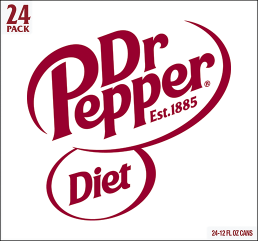 24
PACK
Dr
Pepper®
Est.1885
Diet
24-12 FL OZ CANS